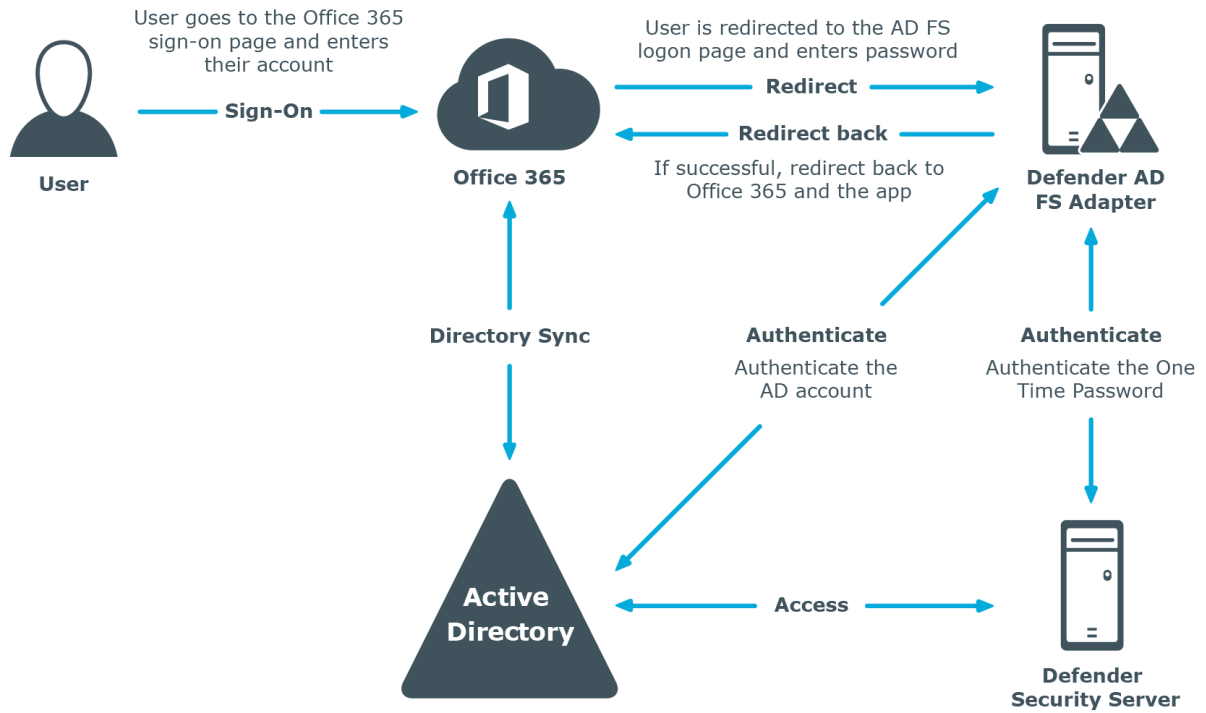 User goes to the Office 365
sign-on page and enters
their account
Sign-On
User
Office 365
User is redirected to the AD FS
logon page and enters password
Redirect
Redirect back
If successful, redirect back to
Office 365 and the app
Defender AD
FS Adapter
Directory Sync
Authenticate
Authenticate the
AD account
Authenticate
Authenticate the One
Time Password
Active
Directory
Access
Defender
Security Server